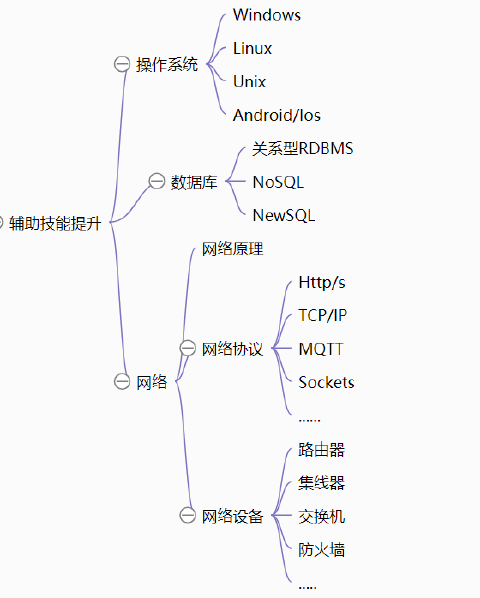 Windows
Linux
操作系统
Unix
Android/Ios
关系型RDBMS
数据库
NoSQL
NewSQL
辅助技能提升
网络原理
Http/s
TCP/IP
网络协议
MQTT
网络
Sockets
......
路由器
集线器
网络设备
交换机
防火墙
.....